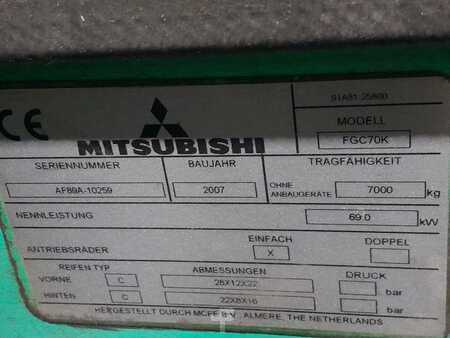 CE
91A81 25800
MODELL
MITSUBISHI
FGC70K
SERIENNUMMER BAUJAHR TRAGFÄHIGKEIT
AF89A-10259 2007 OHNE ANBAUGERÄTE 7000 kg
NENNLEISTUNG 69.0 kW
ANTRIEBSRÄDER EINFACH X DOPPEL
REIFEN TYP ABMESSUNGEN DRUCK
VORNE C 28X12X22 bar
HINTEN C 22X8X16 bar
HERGESTELLT DURCH MCFE B.V., ALMERE, THE NETHERLANDS